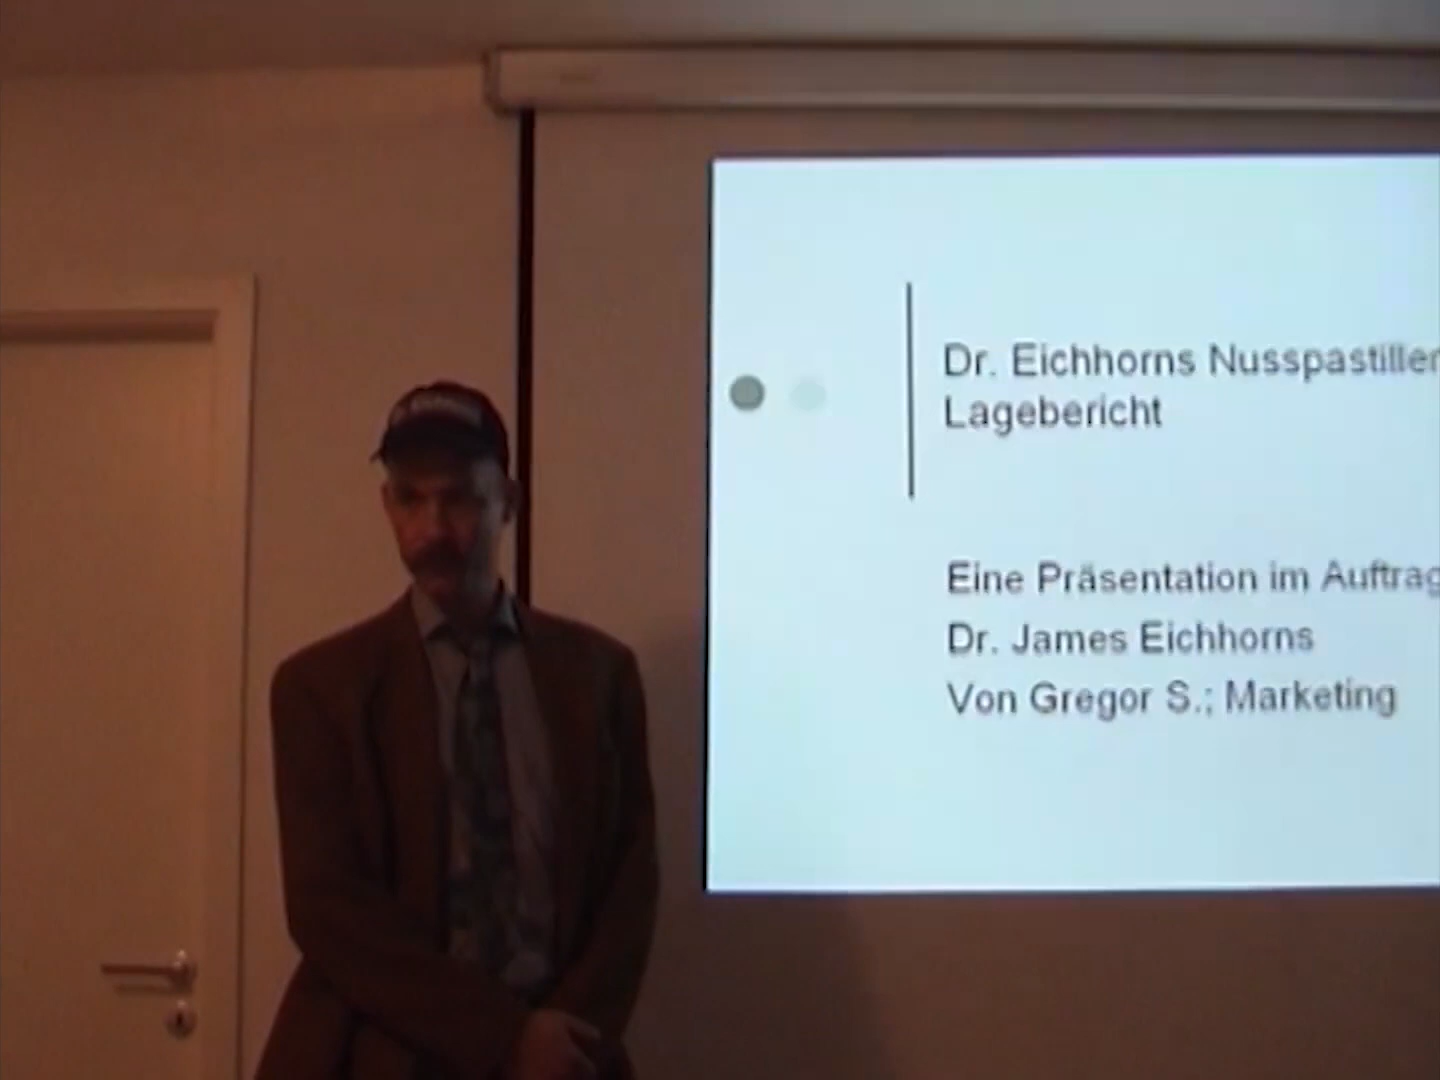 Dr. Eichhorns Nusspastillen
Lagebericht
Eine Präsentation im Auftrag
Dr. James Eichhorns
Von Gregor S.; Marketing